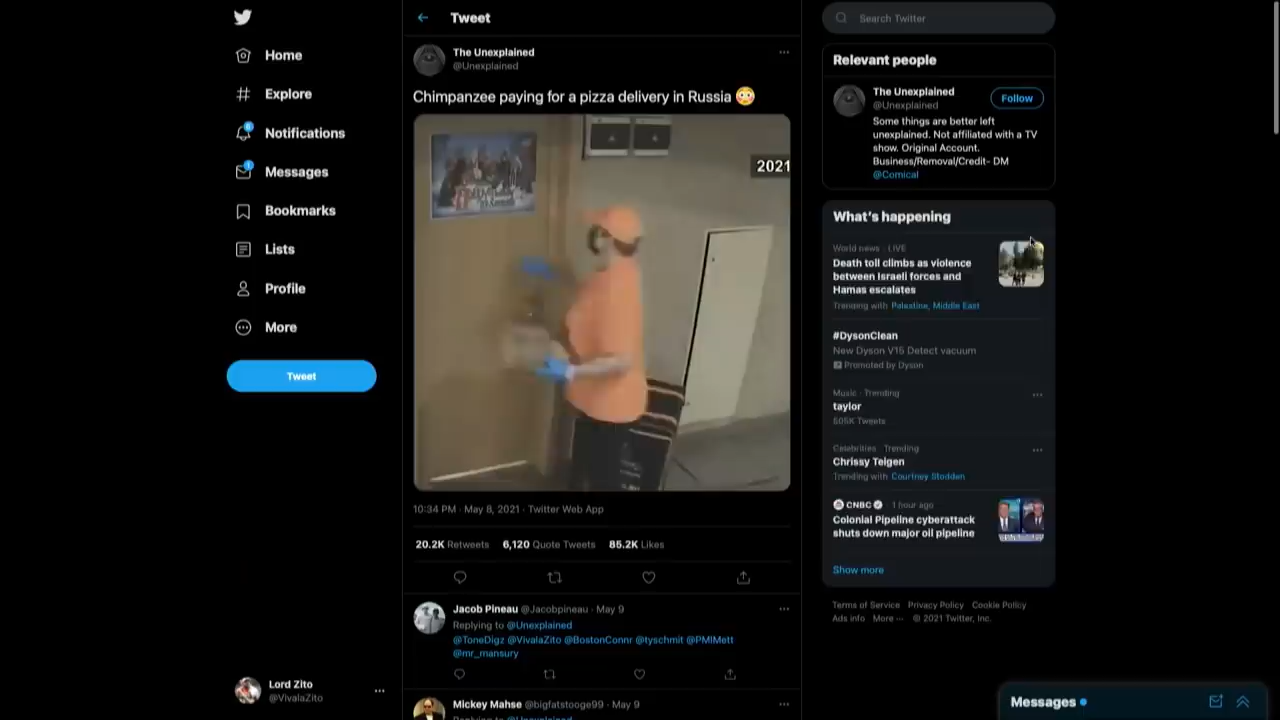 Tweet
Search Twitter
The Unexplained
@Unexplained
Chimpanzee paying for a pizza delivery in Russia 😳
2021
Home
Explore
6
Notifications
1
Messages
Bookmarks
Lists
Profile
More
Tweet
10:34 PM · May 8, 2021 · Twitter Web App
20.2K Retweets 6,120 Quote Tweets 85.2K Likes
Jacob Pineau @Jacobpineau · May 9
Replying to @Unexplained
@ToneDigz @VivalaZito @BostonConnr @tyschmit @PMIMett
@mr_mansury
Mickey Mahse @bigfatstooge99 · May 9
Replying to @Unexplained
Lord Zito
@VivalaZito
Relevant people
The Unexplained
@Unexplained
Follow
Some things are better left
unexplained. Not affiliated with a TV
show. Original Account.
Business/Removal/Credit- DM
@Comical
What's happening
World news · LIVE
Death toll climbs as violence
between Israeli forces and
Hamas escalates
Trending with Palestine, Middle East
#DysonClean
New Dyson V15 Detect vacuum
Promoted by Dyson
Music · Trending
taylor
505K Tweets
Celebrities · Trending
Chrissy Teigen
Trending with Courtney Stodden
CNBC · 1 hour ago
Colonial Pipeline cyberattack
shuts down major oil pipeline
Show more
Terms of Service Privacy Policy Cookie Policy
Ads info More ··· © 2021 Twitter, Inc.
Messages